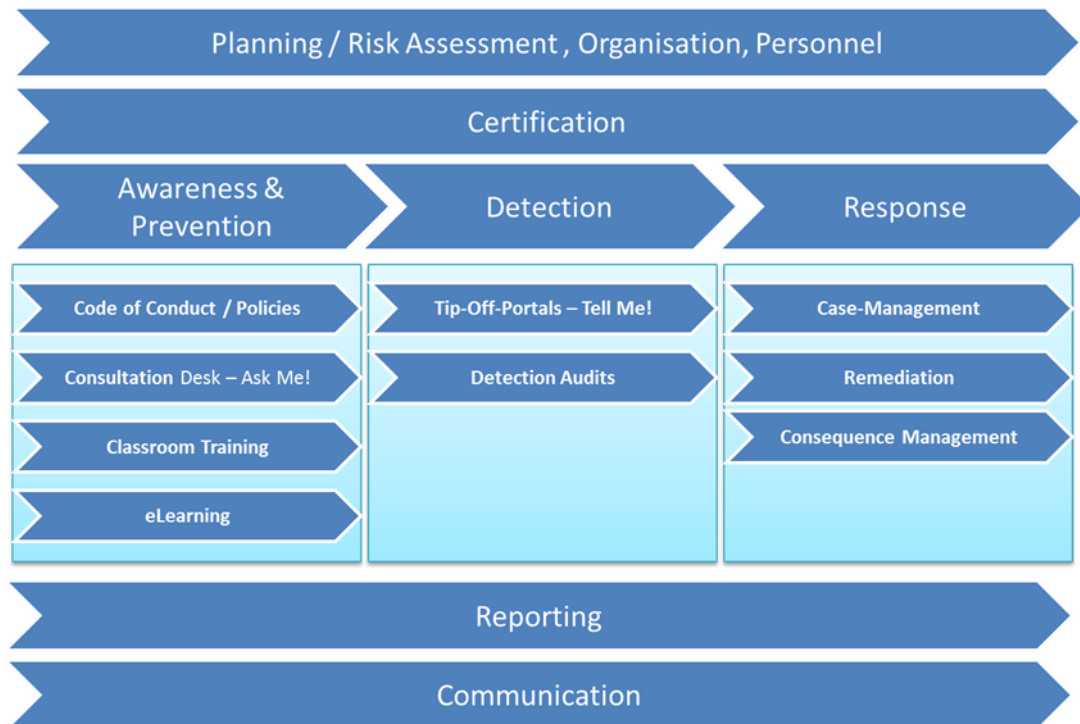 Planning / Risk Assessment , Organisation, Personnel
Certification
Awareness &
Prevention
Detection
Response
Code of Conduct / Policies
Consultation Desk – Ask Me!
Classroom Training
eLearning
Tip-Off-Portals – Tell Me!
Detection Audits
Case-Management
Remediation
Consequence Management
Reporting
Communication